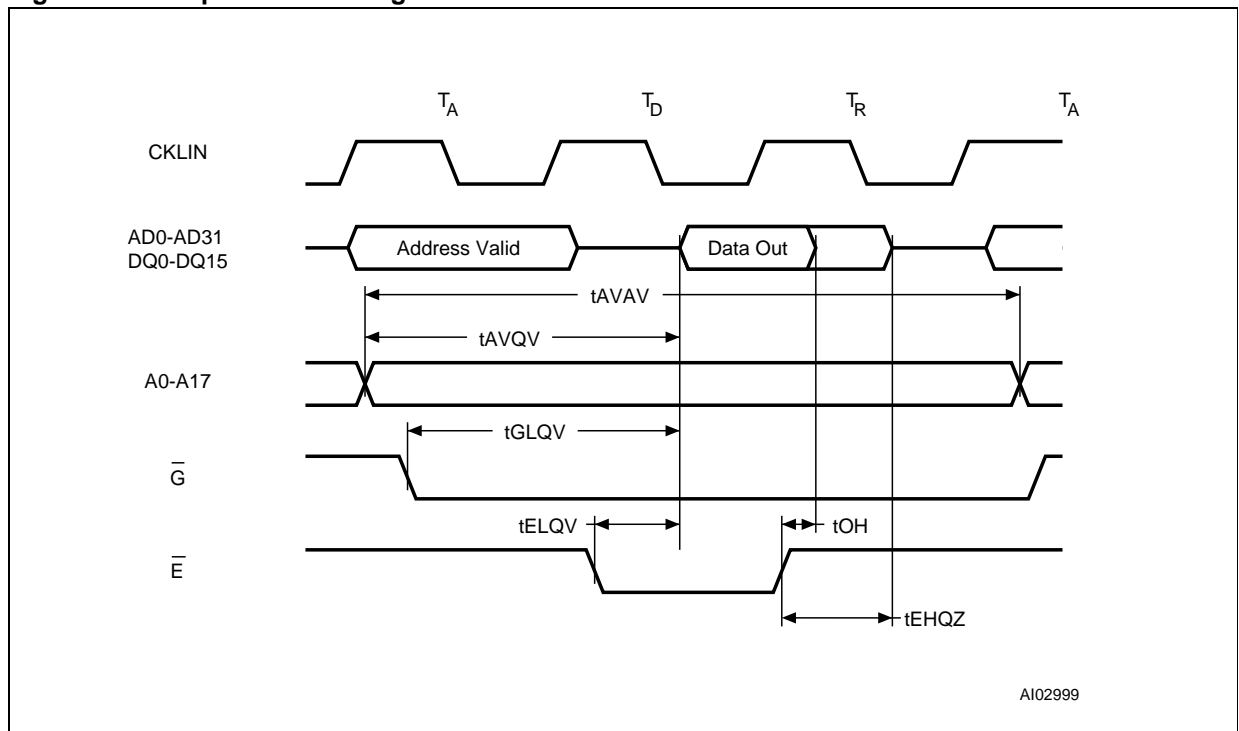 TA TD TR TA
CKLIN
AD0-AD31
DQ0-DQ15
Address Valid Data Out
tAVAV
tAVQV
A0-A17
tGLQV
G
tELQV tOH
E
tEHQZ
AI02999